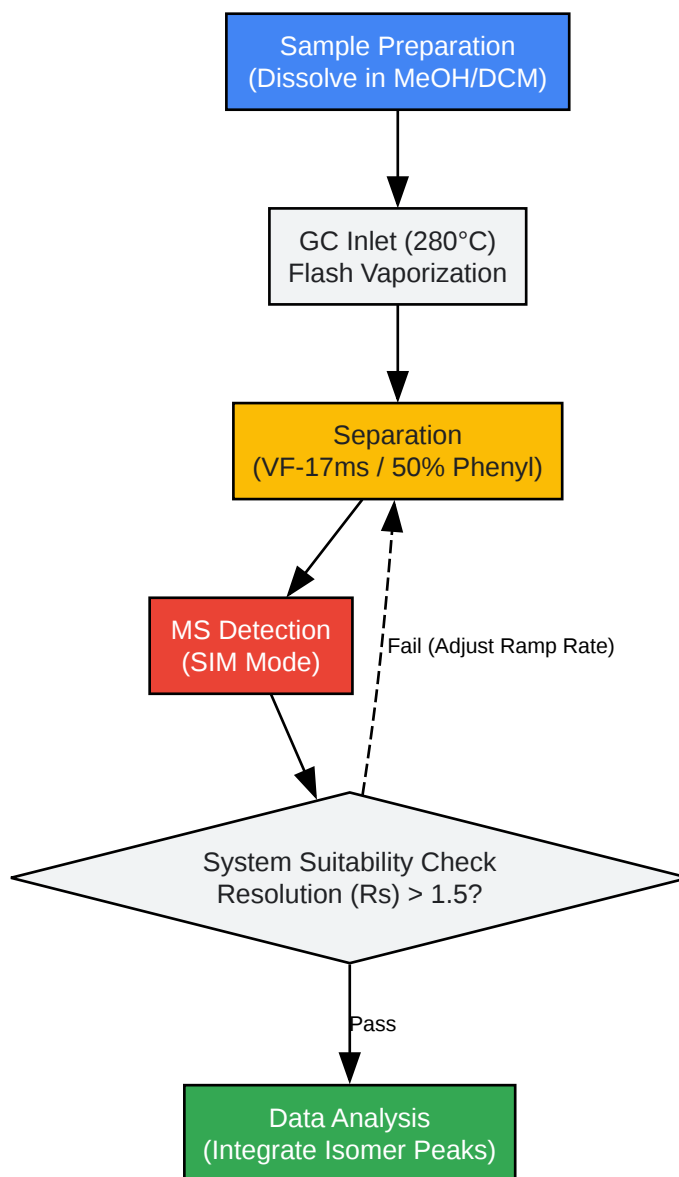 Sample Preparation
(Dissolve in MeOH/DCM)
GC Inlet (280°C)
Flash Vaporization
Separation
(VF-17ms / 50% Phenyl)
MS Detection
(SIM Mode)
Fail (Adjust Ramp Rate)
System Suitability Check
Resolution (Rs) > 1.5?
Pass
Data Analysis
(Integrate Isomer Peaks)